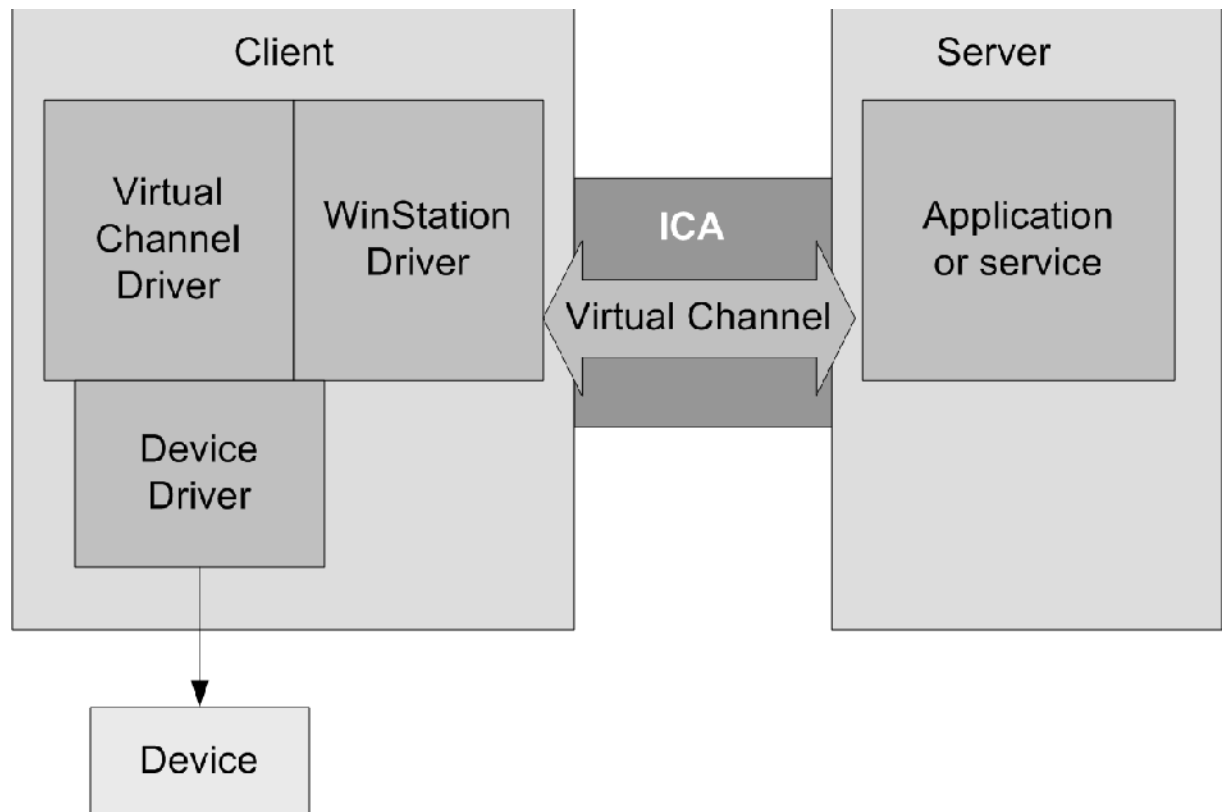 Client
Server
Virtual
Channel
Driver
WinStation
Driver
ICA
Virtual Channel
Application
or service
Device
Driver
Device